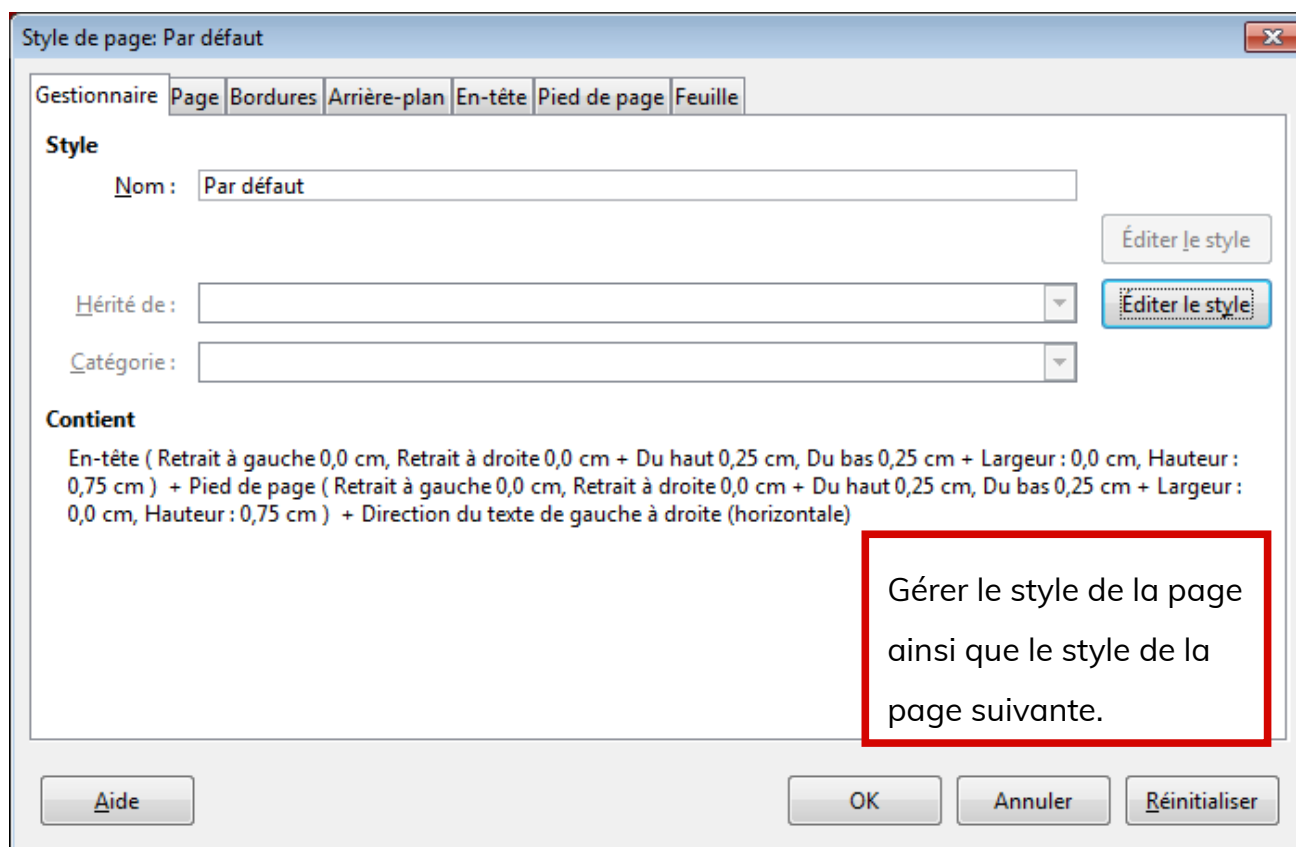 Style de page: Par défaut
Gestionnaire Page Bordures Arrière-plan En-tête Pied de page Feuille
Style
Nom : Par défaut
Éditer le style
Hérité de : Éditer le style
Catégorie :
Contient
En-tête ( Retrait à gauche 0,0 cm, Retrait à droite 0,0 cm + Du haut 0,25 cm, Du bas 0,25 cm + Largeur : 0,0 cm, Hauteur :
0,75 cm ) + Pied de page ( Retrait à gauche 0,0 cm, Retrait à droite 0,0 cm + Du haut 0,25 cm, Du bas 0,25 cm + Largeur :
0,0 cm, Hauteur : 0,75 cm ) + Direction du texte de gauche à droite (horizontale)
Gérer le style de la page
ainsi que le style de la
page suivante.
Aide OK Annuler Réinitialiser